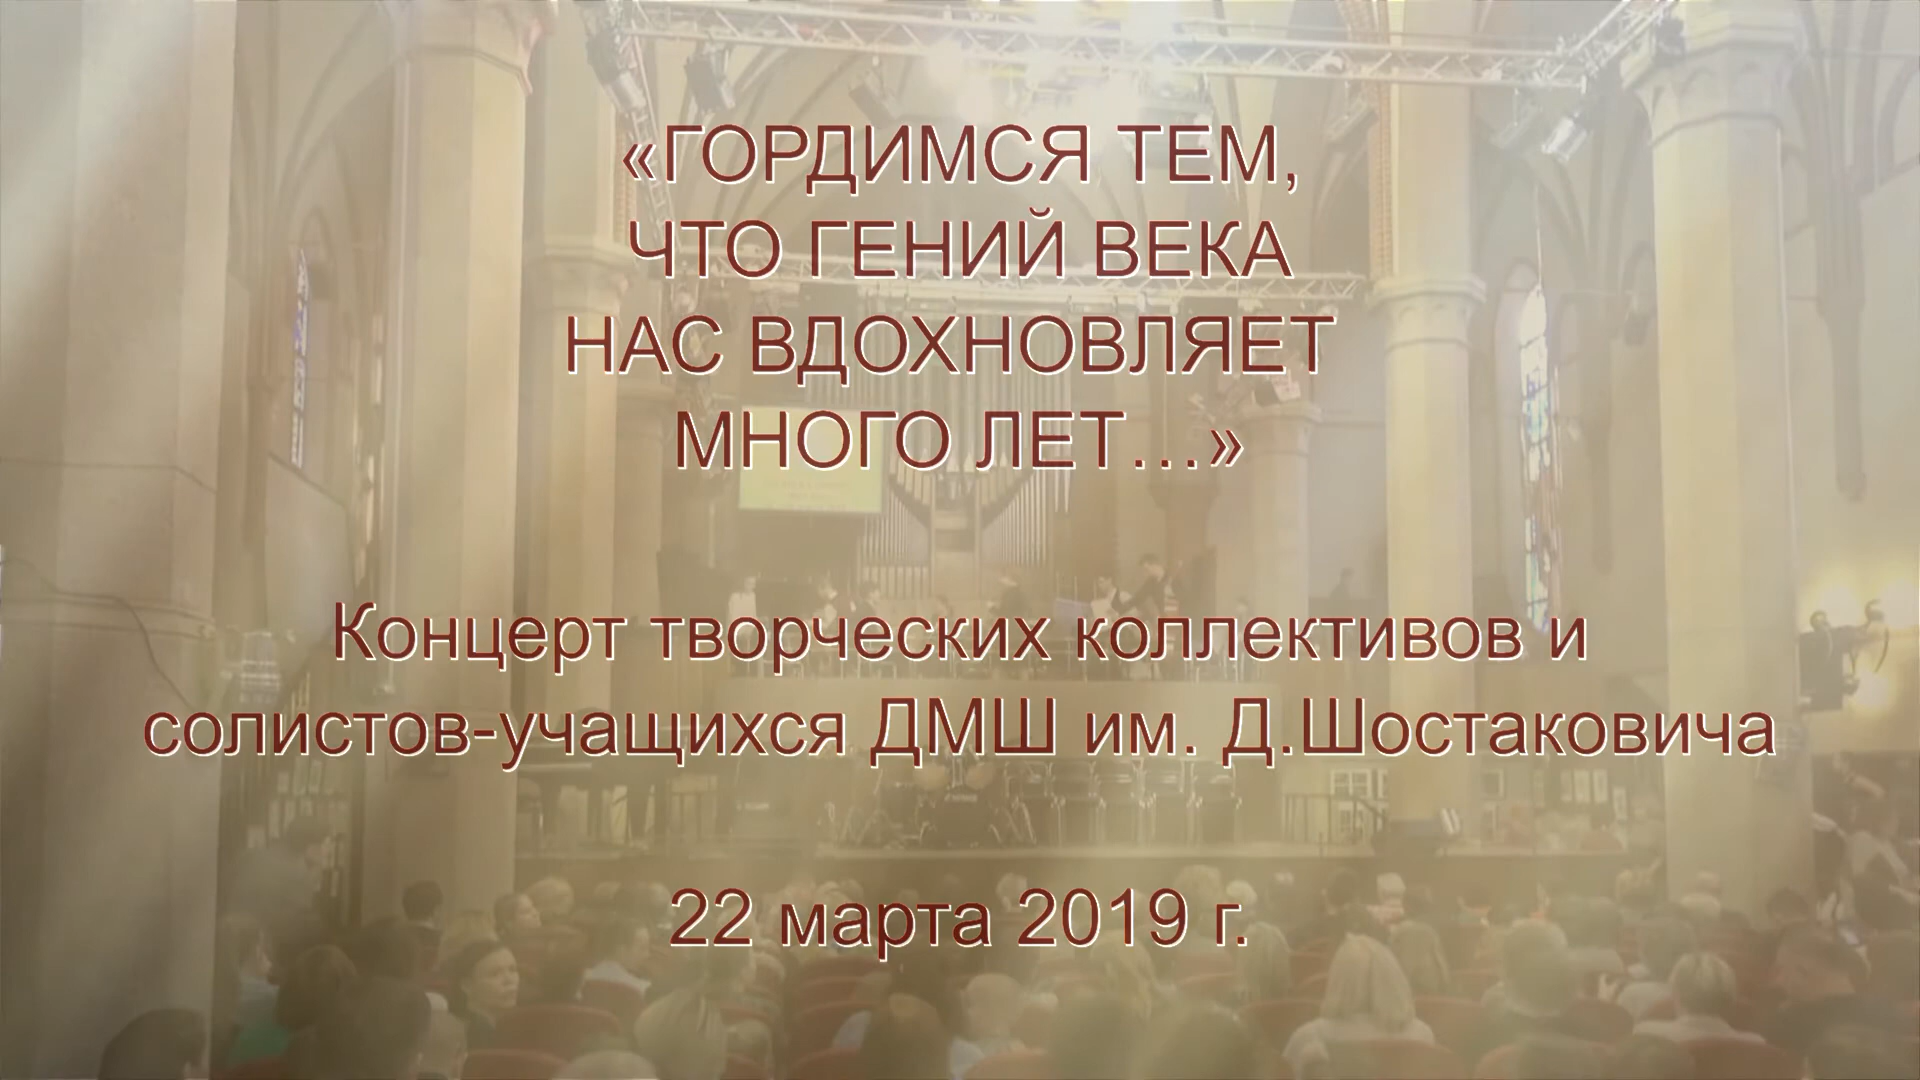 «ГОРДИМСЯ ТЕМ,
ЧТО ГЕНИЙ ВЕКА
НАС ВДОХНОВЛЯЕТ
МНОГО ЛЕТ…»
Концерт творческих коллективов и
солистов-учащихся ДМШ им. Д.Шостаковича
22 марта 2019 г.